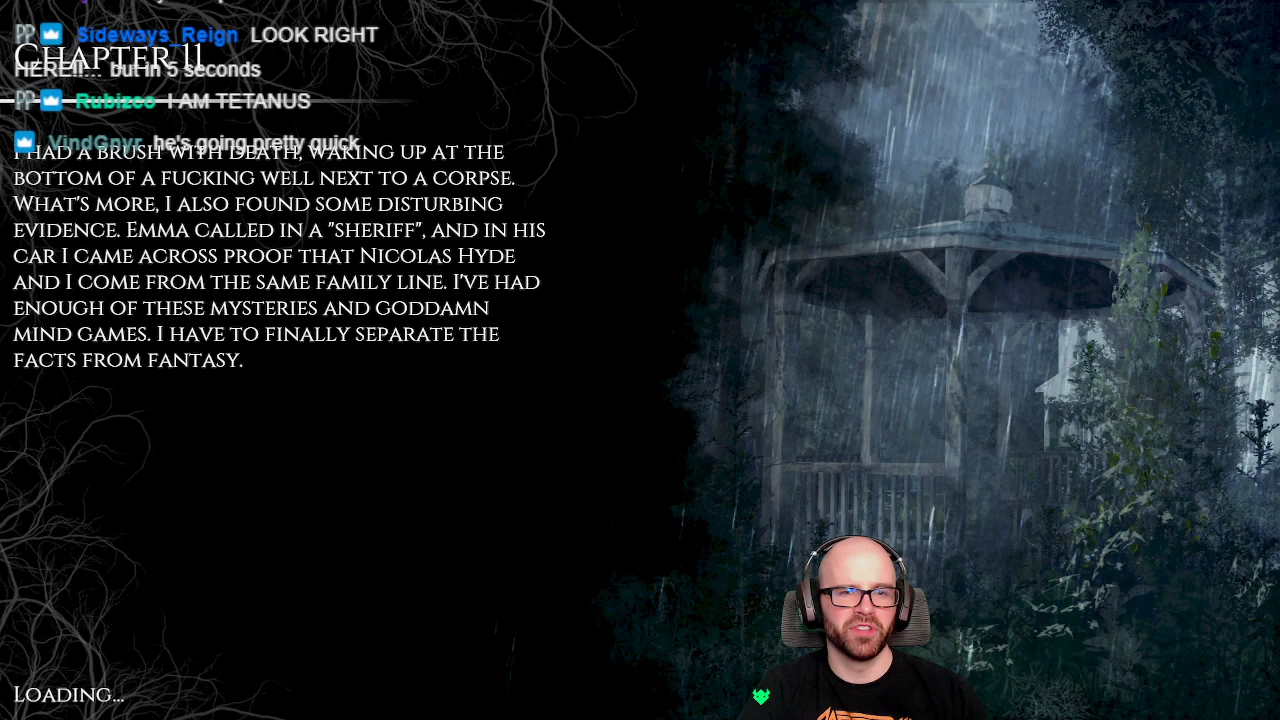 Sideways_Reign LOOK RIGHT
Chapter 11
HERE!!... but in 5 seconds
Rubizco I AM TETANUS
VindGnyr he's going pretty quick
I had a brush with death, waking up at the
bottom of a fucking well next to a corpse.
What's more, I also found some disturbing
evidence. Emma called in a "sheriff", and in his
car I came across proof that Nicolas Hyde
and I come from the same family line. I've had
enough of these mysteries and goddamn
mind games. I have to finally separate the
facts from fantasy.
Loading...